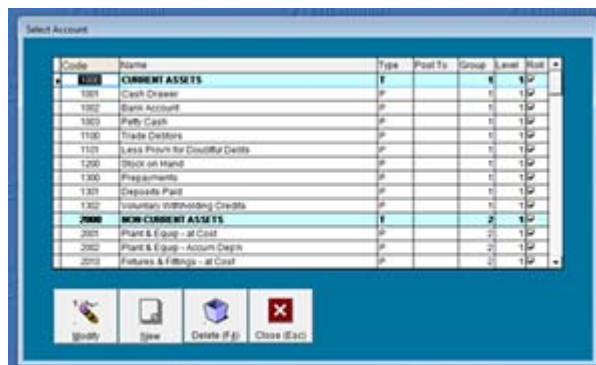 Select Account
Code Name Type Post To Group Level Roll
1000 CURRENT ASSETS T 1 1
1001 Cash Drawer P 1 1
1002 Bank Account P 1 1
1003 Petty Cash P 1 1
1100 Trade Debtors P 1 1
1101 Less Prov'n for Doubtful Debts P 1 1
1200 Stock on Hand P 1 1
1300 Prepayments P 1 1
1301 Deposits Paid P 1 1
1302 Voluntary Withholding Credits P 1 1
2000 NON-CURRENT ASSETS T 2 1
2001 Plant & Equip - at Cost P 2 1
2002 Plant & Equip - Accum Dep'n P 2 1
2010 Fixtures & Fittings - at Cost P 2 1
Modify New Delete (F4) Close (Esc)